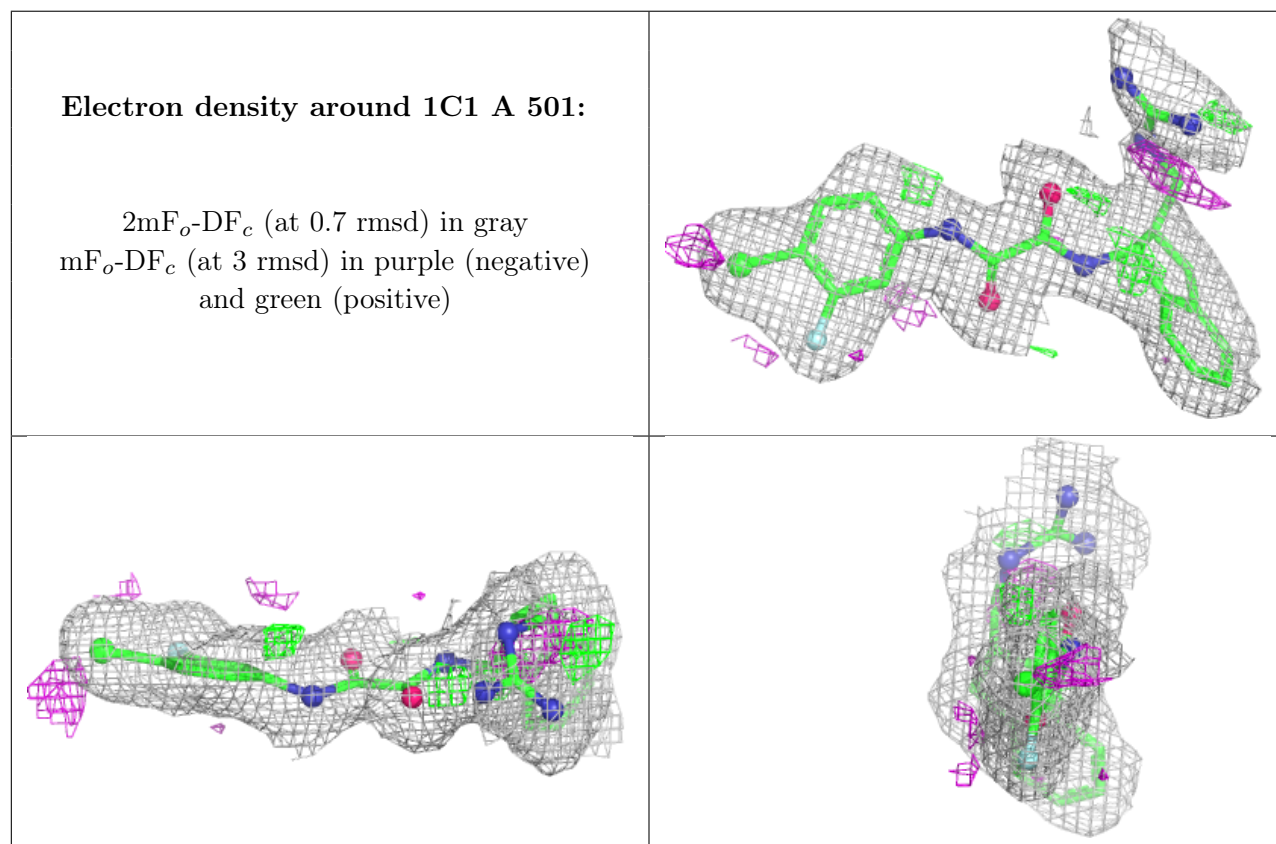 Electron density around 1C1 A 501:
2mFo-DFc (at 0.7 rmsd) in gray
mFo-DFc (at 3 rmsd) in purple (negative)
and green (positive)